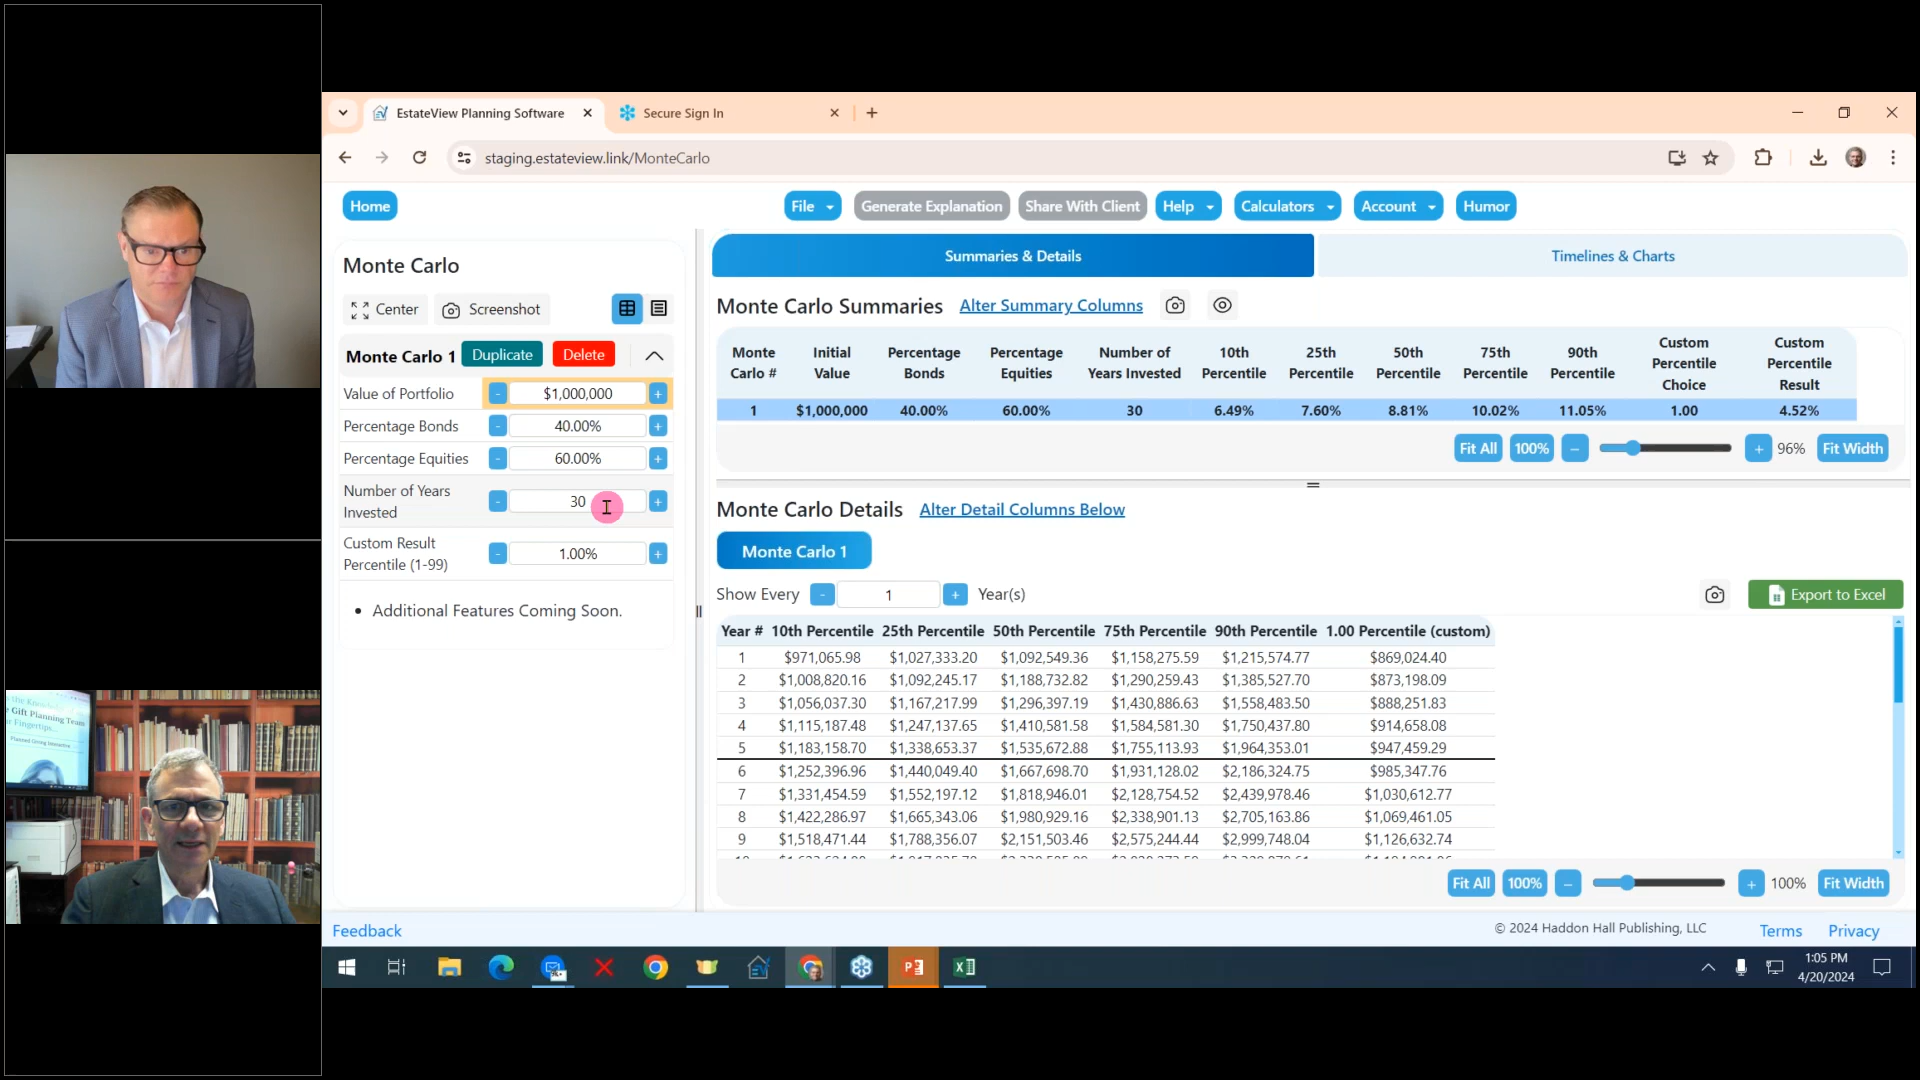 EstateView Planning Software
Secure Sign In
staging.estateview.link/MonteCarlo
Home
File
Generate Explanation
Share With Client
Help
Calculators
Account
Humor
Monte Carlo
Center
Screenshot
Monte Carlo 1
Duplicate
Delete
Value of Portfolio - $1,000,000 +
Percentage Bonds - 40.00% +
Percentage Equities - 60.00% +
Number of Years
Invested - 30 +
Custom Result
Percentile (1-99) - 1.00% +
• Additional Features Coming Soon.
Summaries & Details
Timelines & Charts
Monte Carlo Summaries
Alter Summary Columns
Monte Carlo # Initial Value Percentage Bonds Percentage Equities Number of Years Invested 10th Percentile 25th Percentile 50th Percentile 75th Percentile 90th Percentile Custom Percentile Choice Custom Percentile Result
1 $1,000,000 40.00% 60.00% 30 6.49% 7.60% 8.81% 10.02% 11.05% 1.00 4.52%
Fit All 100% - + 96% Fit Width
Monte Carlo Details
Alter Detail Columns Below
Monte Carlo 1
Show Every - 1 + Year(s)
Export to Excel
Year # 10th Percentile 25th Percentile 50th Percentile 75th Percentile 90th Percentile 1.00 Percentile (custom)
1 $971,065.98 $1,027,333.20 $1,092,549.36 $1,158,275.59 $1,215,574.77 $869,024.40
2 $1,008,820.16 $1,092,245.17 $1,188,732.82 $1,290,259.43 $1,385,527.70 $873,198.09
3 $1,056,037.30 $1,167,217.99 $1,296,397.19 $1,430,886.63 $1,558,483.50 $888,251.83
4 $1,115,187.48 $1,247,137.65 $1,410,581.58 $1,584,581.30 $1,750,437.80 $914,658.08
5 $1,183,158.70 $1,338,653.37 $1,535,672.88 $1,755,113.93 $1,964,353.01 $947,459.29
6 $1,252,396.96 $1,440,049.40 $1,667,698.70 $1,931,128.02 $2,186,324.75 $985,347.76
7 $1,331,454.59 $1,552,197.12 $1,818,946.01 $2,128,754.52 $2,439,978.46 $1,030,612.77
8 $1,422,286.97 $1,665,343.06 $1,980,929.16 $2,338,901.13 $2,705,163.86 $1,069,461.05
9 $1,518,471.44 $1,788,356.07 $2,151,503.46 $2,575,244.44 $2,999,748.04 $1,126,632.74
Fit All 100% - + 100% Fit Width
Feedback
© 2024 Haddon Hall Publishing, LLC
Terms
Privacy
1:05 PM
4/20/2024
Gift Planning Team
Fingertips...